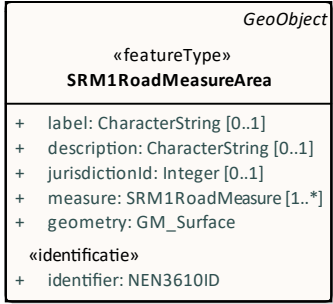 GeoObject
«featureType»
SRM1RoadMeasureArea
+ label: CharacterString [0..1]
+ description: CharacterString [0..1]
+ jurisdictionId: Integer [0..1]
+ measure: SRM1RoadMeasure [1..*]
+ geometry: GM_Surface
«identificatie»
+ identifier: NEN3610ID